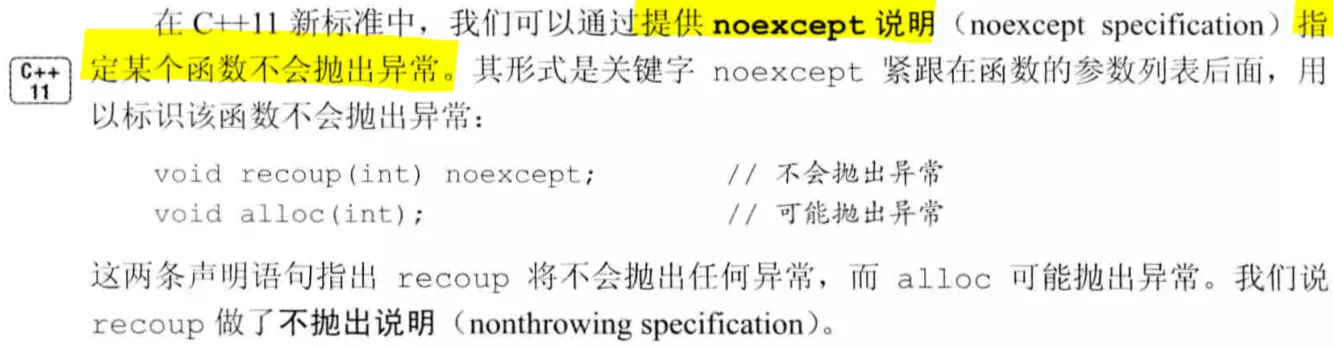 在 C++11 新标准中，我们可以通过提供 noexcept 说明（noexcept specification）指
定某个函数不会抛出异常。其形式是关键字 noexcept 紧跟在函数的参数列表后面，用
C++
11
以标识该函数不会抛出异常：
void recoup(int) noexcept; // 不会抛出异常
void alloc(int); // 可能抛出异常
这两条声明语句指出 recoup 将不会抛出任何异常，而 alloc 可能抛出异常。我们说
recoup 做了不抛出说明（nonthrowing specification）。